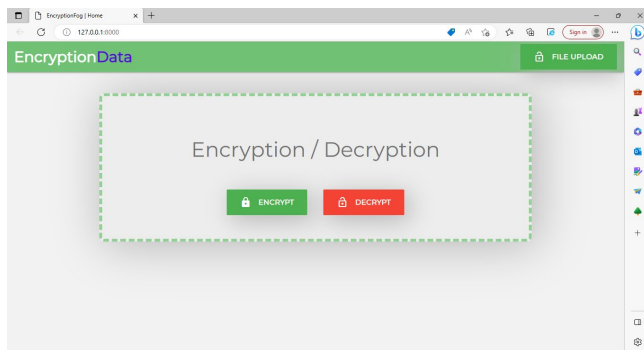 EncryptionFog | Home
127.0.0.1:8000
Sign in
EncryptionData
FILE UPLOAD
Encryption / Decryption
ENCRYPT
DECRYPT